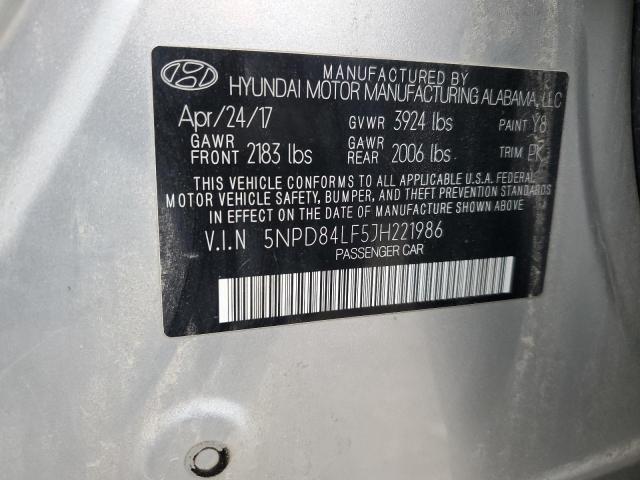 MANUFACTURED BY
HYUNDAI MOTOR MANUFACTURING ALABAMA, LLC
Apr/24/17 GVWR 3924 lbs PAINT Y8
GAWR FRONT 2183 lbs GAWR REAR 2006 lbs TRIM
THIS VEHICLE CONFORMS TO ALL APPLICABLE U.S.A. FEDERAL
MOTOR VEHICLE SAFETY, BUMPER, AND THEFT PREVENTION STANDARDS
IN EFFECT ON THE DATE OF MANUFACTURE SHOWN ABOVE.
V.I.N 5NPD84LF5JH221986
PASSENGER CAR